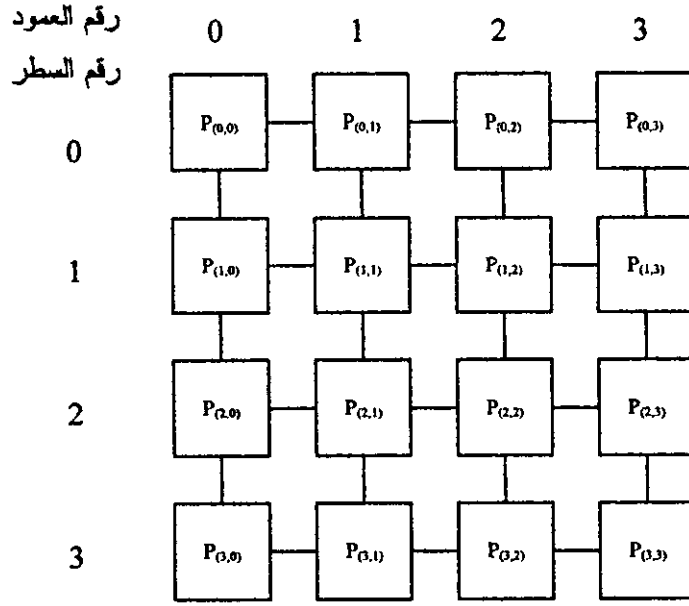 رقم العمود 0 1 2 3
رقم السطر
0 P(0,0) P(0,1) P(0,2) P(0,3)
1 P(1,0) P(1,1) P(1,2) P(1,3)
2 P(2,0) P(2,1) P(2,2) P(2,3)
3 P(3,0) P(3,1) P(3,2) P(3,3)